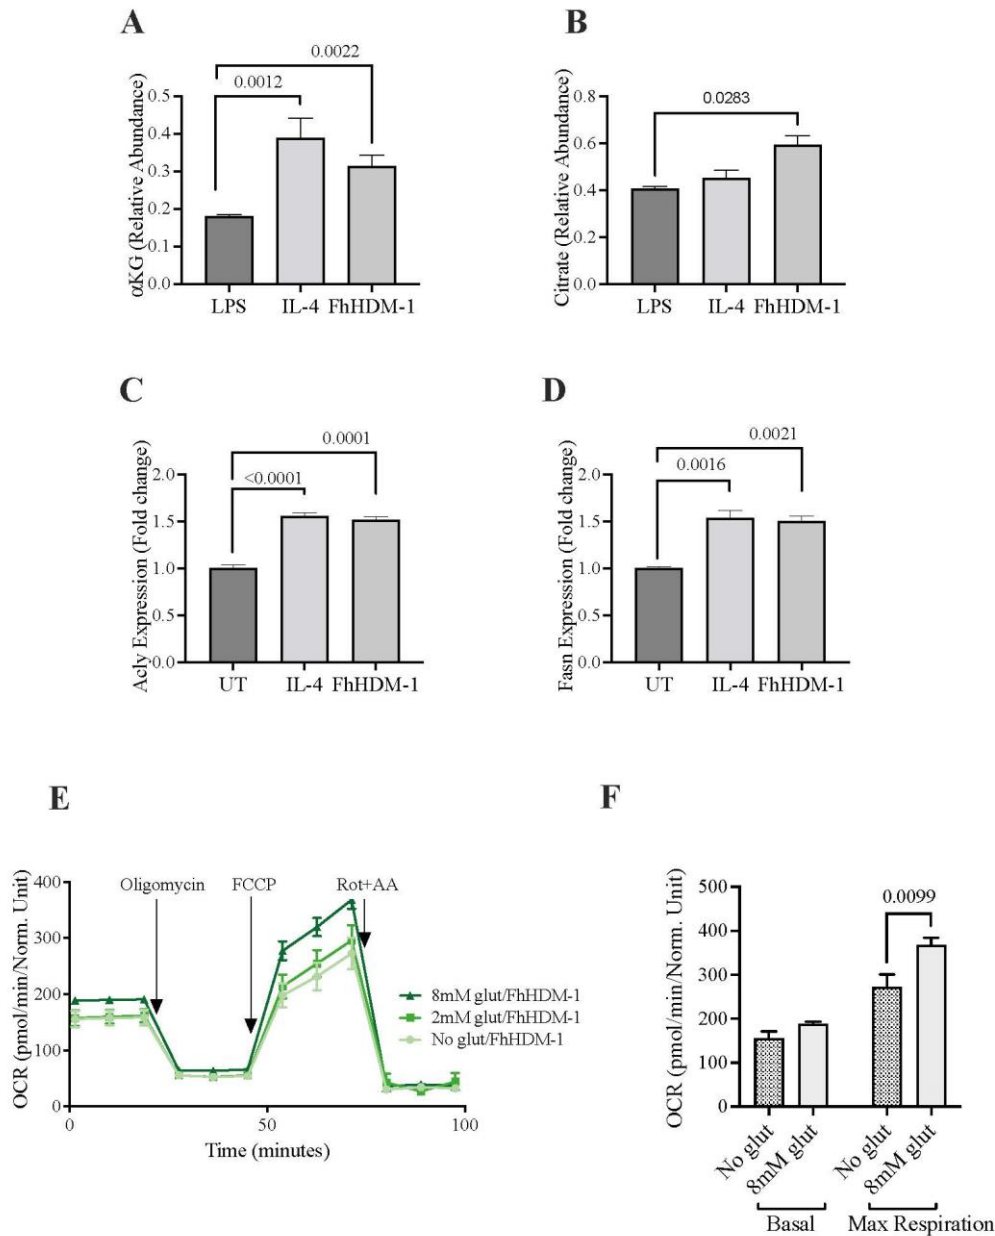 A
0.0022
0.0012
αKG (Relative Abundance)
0.5
0.4
0.3
0.2
0.1
0.0
LPS IL-4 FhHDM-1
B
0.0283
Citrate (Relative Abundance)
0.8
0.6
0.4
0.2
0.0
LPS IL-4 FhHDM-1
C
0.0001
<0.0001
Acly Expression (Fold change)
2.0
1.5
1.0
0.5
0.0
UT IL-4 FhHDM-1
D
0.0021
0.0016
Fasn Expression (Fold change)
2.0
1.5
1.0
0.5
0.0
UT IL-4 FhHDM-1
E
OCR (pmol/min/Norm. Unit)
400
300
200
100
0
Oligomycin FCCP Rot+AA
8mM glut/FhHDM-1
2mM glut/FhHDM-1
No glut/FhHDM-1
0 50 100
Time (minutes)
F
OCR (pmol/min/Norm. Unit)
500
400
300
200
100
0
0.0099
No glut 8mM glut No glut 8mM glut
Basal Max Respiration